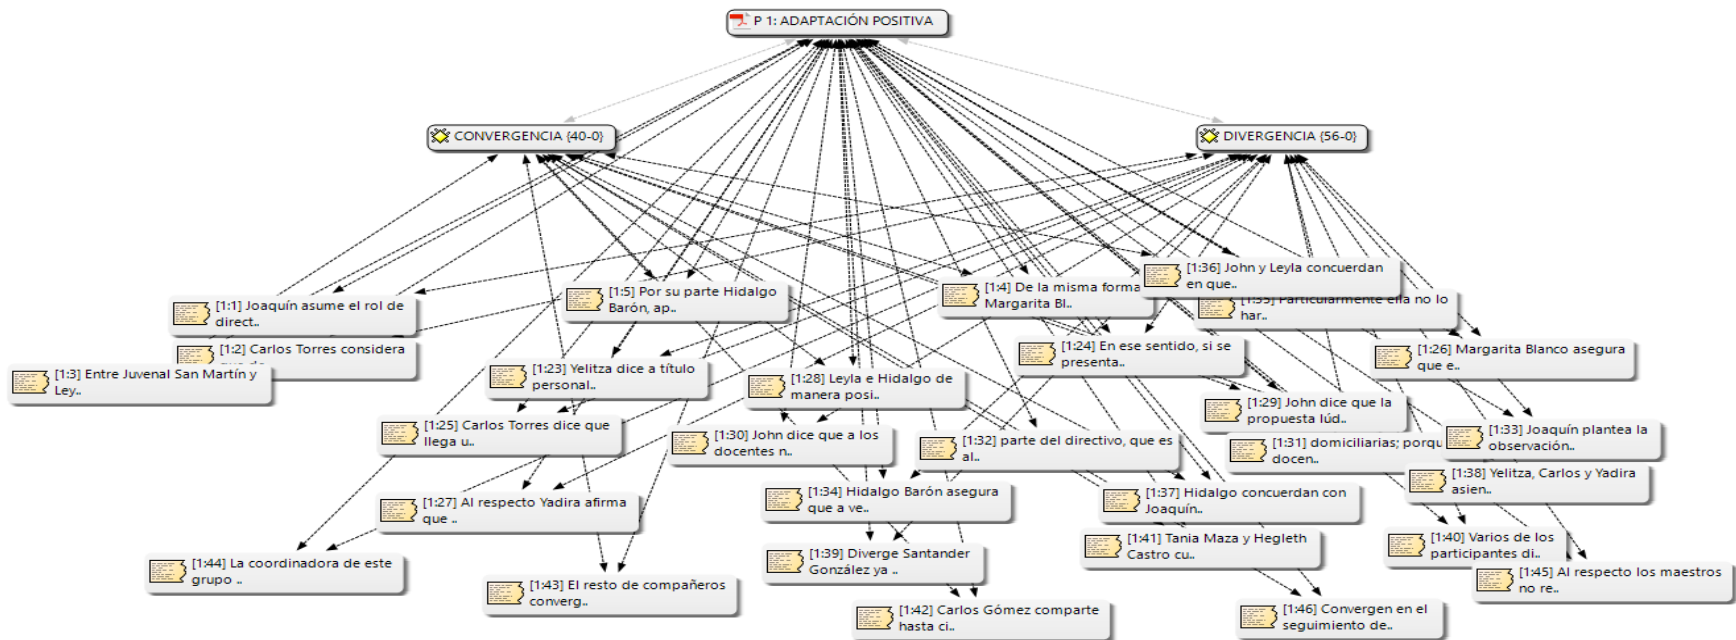 P 1: ADAPTACIÓN POSITIVA
CONVERGENCIA {40-0}
DIVERGENCIA {56-0}
[1:36] John y Leyla concuerdan
en que..
[1:5] Por su parte Hidalgo
Barón, ap..
[1:4] De la misma forma
Margarita Bl..
[1:1] Joaquín asume el rol de
direct..
[1:35] Particularmente ella no lo
har..
[1:2] Carlos Torres considera
[1:24] En ese sentido, si se
presenta..
[1:26] Margarita Blanco asegura
que e..
[1:3] Entre Juvenal San Martín y
Ley..
[1:23] Yelitza dice a título
personal..
[1:28] Leyla e Hidalgo de
manera posi..
[1:29] John dice que la
propuesta lúd..
[1:25] Carlos Torres dice que
llega u..
[1:30] John dice que a los
docentes n..
[1:32] parte del directivo, que es
al..
[1:31] domiciliarias; porqu
docen..
[1:33] Joaquín plantea la
observación..
[1:38] Yelitza, Carlos y Yadira
asien..
[1:27] Al respecto Yadira afirma
que ..
[1:34] Hidalgo Barón asegura
que a ve..
[1:37] Hidalgo concuerdan con
Joaquín..
[1:41] Tania Maza y Hegleth
Castro cu..
[1:40] Varios de los
participantes di..
[1:39] Diverge Santander
González ya ..
[1:44] La coordinadora de este
grupo ..
[1:43] El resto de compañeros
converg..
[1:45] Al respecto los maestros
no re..
[1:42] Carlos Gómez comparte
hasta ci..
[1:46] Convergen en el
seguimiento de..